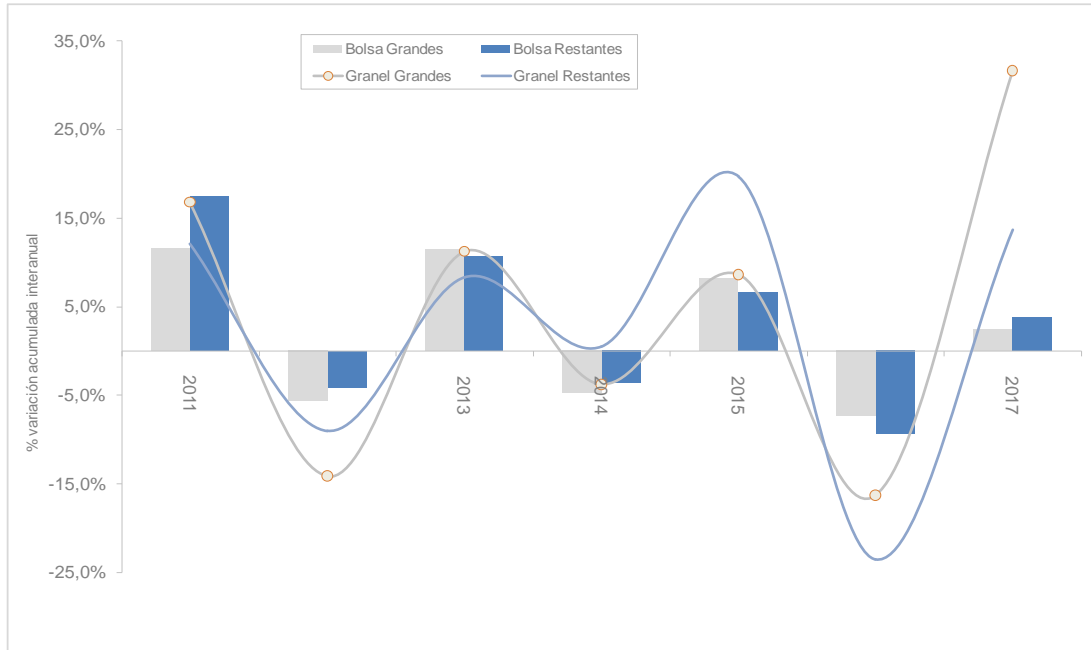 35,0%
Bolsa Grandes
Bolsa Restantes
Granel Grandes
Granel Restantes
25,0%
15,0%
5,0%
-5,0%
-15,0%
-25,0%
% variación acumulada interanual
2011
2013
2014
2015
2017